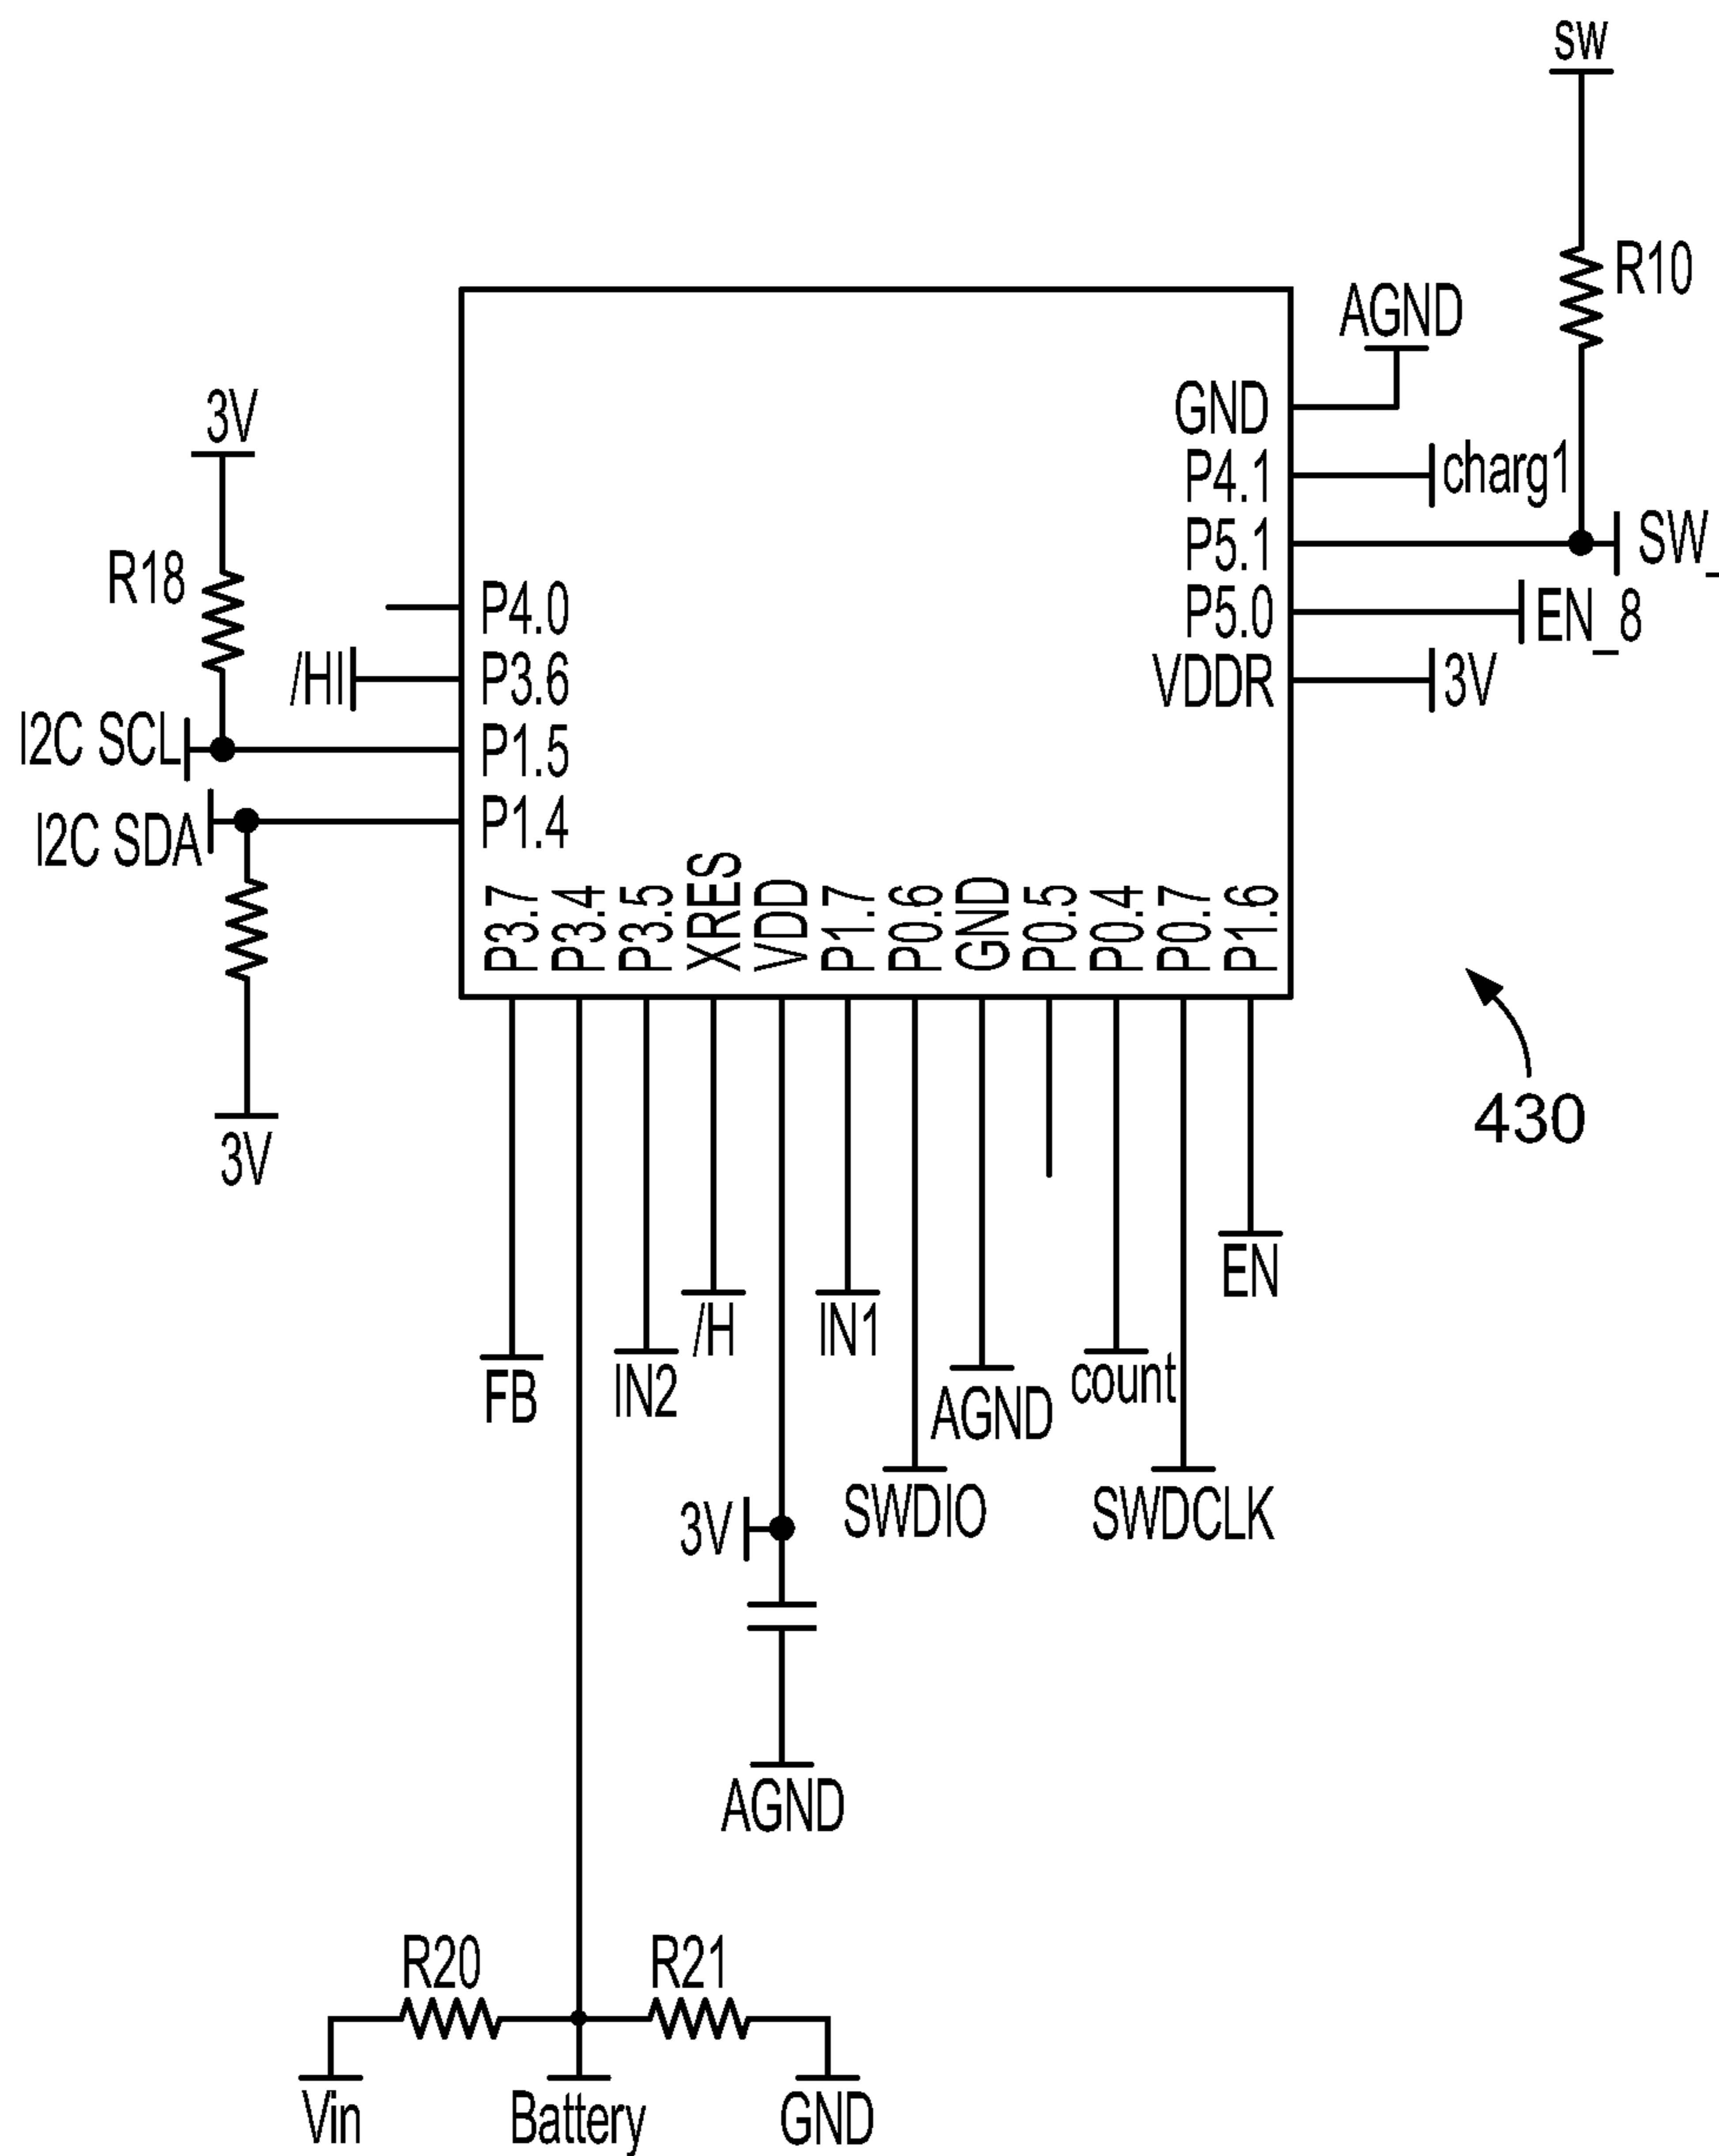 sw
R10
AGND
GND
P4.1
charg1
P5.1
SW_
P5.0
EN_8
VDDR
3V
3V
R18
P4.0
/HI
P3.6
I2C SCL
P1.5
I2C SDA
P1.4
P3.7
P3.4
P3.5
XRES
VDD
P1.7
P0.6
GND
P0.5
P0.4
P0.7
P1.6
430
3V
EN
/H
IN1
FB
IN2
AGND
count
3V
SWDIO
SWDCLK
AGND
R20
R21
Vin
Battery
GND